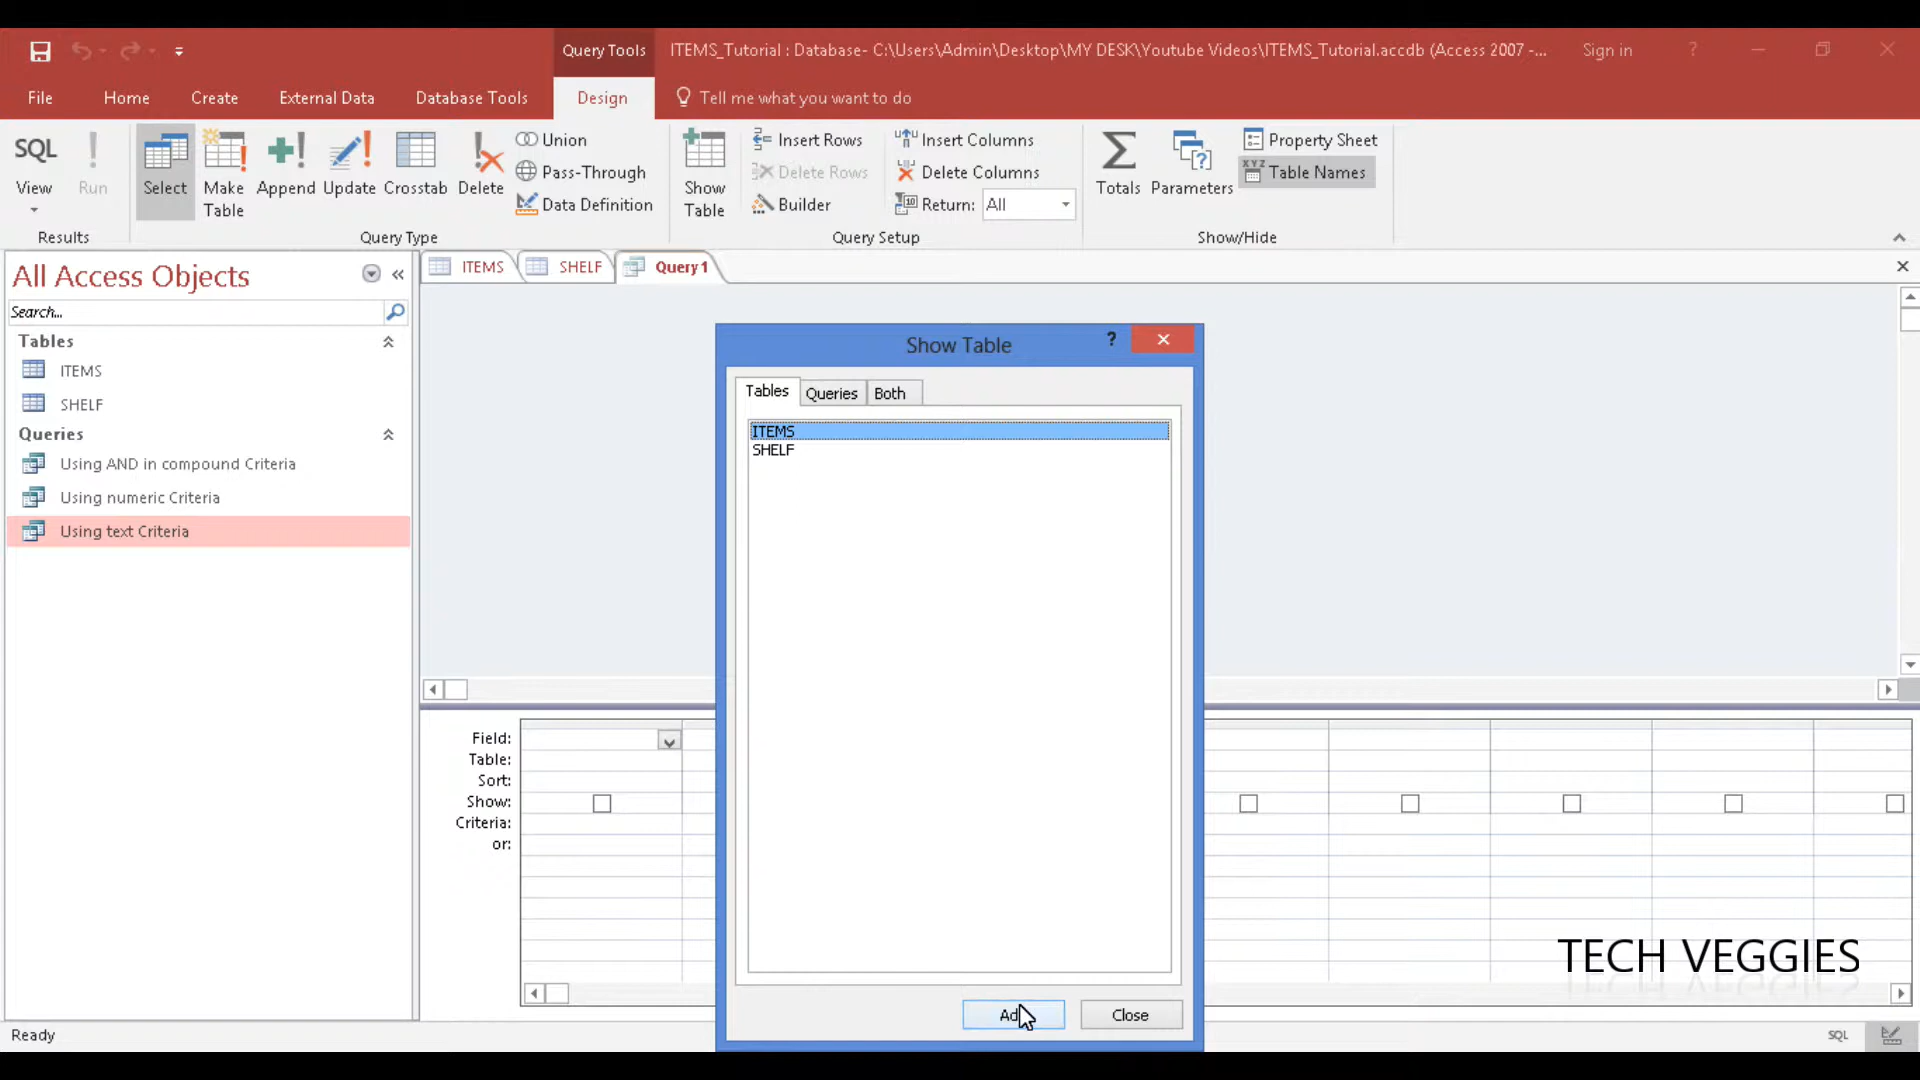 Query Tools
ITEMS_Tutorial : Database- C:\Users\Admin\Desktop\MY DESK\Youtube Videos\ITEMS_Tutorial.accdb (Access 2007 -...
Sign in
?
File
Home
Create
External Data
Database Tools
Design
Tell me what you want to do
SQL
View
Run
Select
Make Table
Append
Update
Crosstab
Delete
Union
Pass-Through
Data Definition
Show Table
Insert Rows
Delete Rows
Builder
Insert Columns
Delete Columns
Return: All
Totals
Parameters
Property Sheet
XYZ
Table Names
Results
Query Type
Query Setup
Show/Hide
All Access Objects
Search...
Tables
ITEMS
SHELF
Queries
Using AND in compound Criteria
Using numeric Criteria
Using text Criteria
ITEMS
SHELF
Query1
Show Table
?
Tables
Queries
Both
ITEMS
SHELF
Close
Field:
Table:
Sort:
Show:
Criteria:
or:
TECH VEGGIES
Ready
SQL